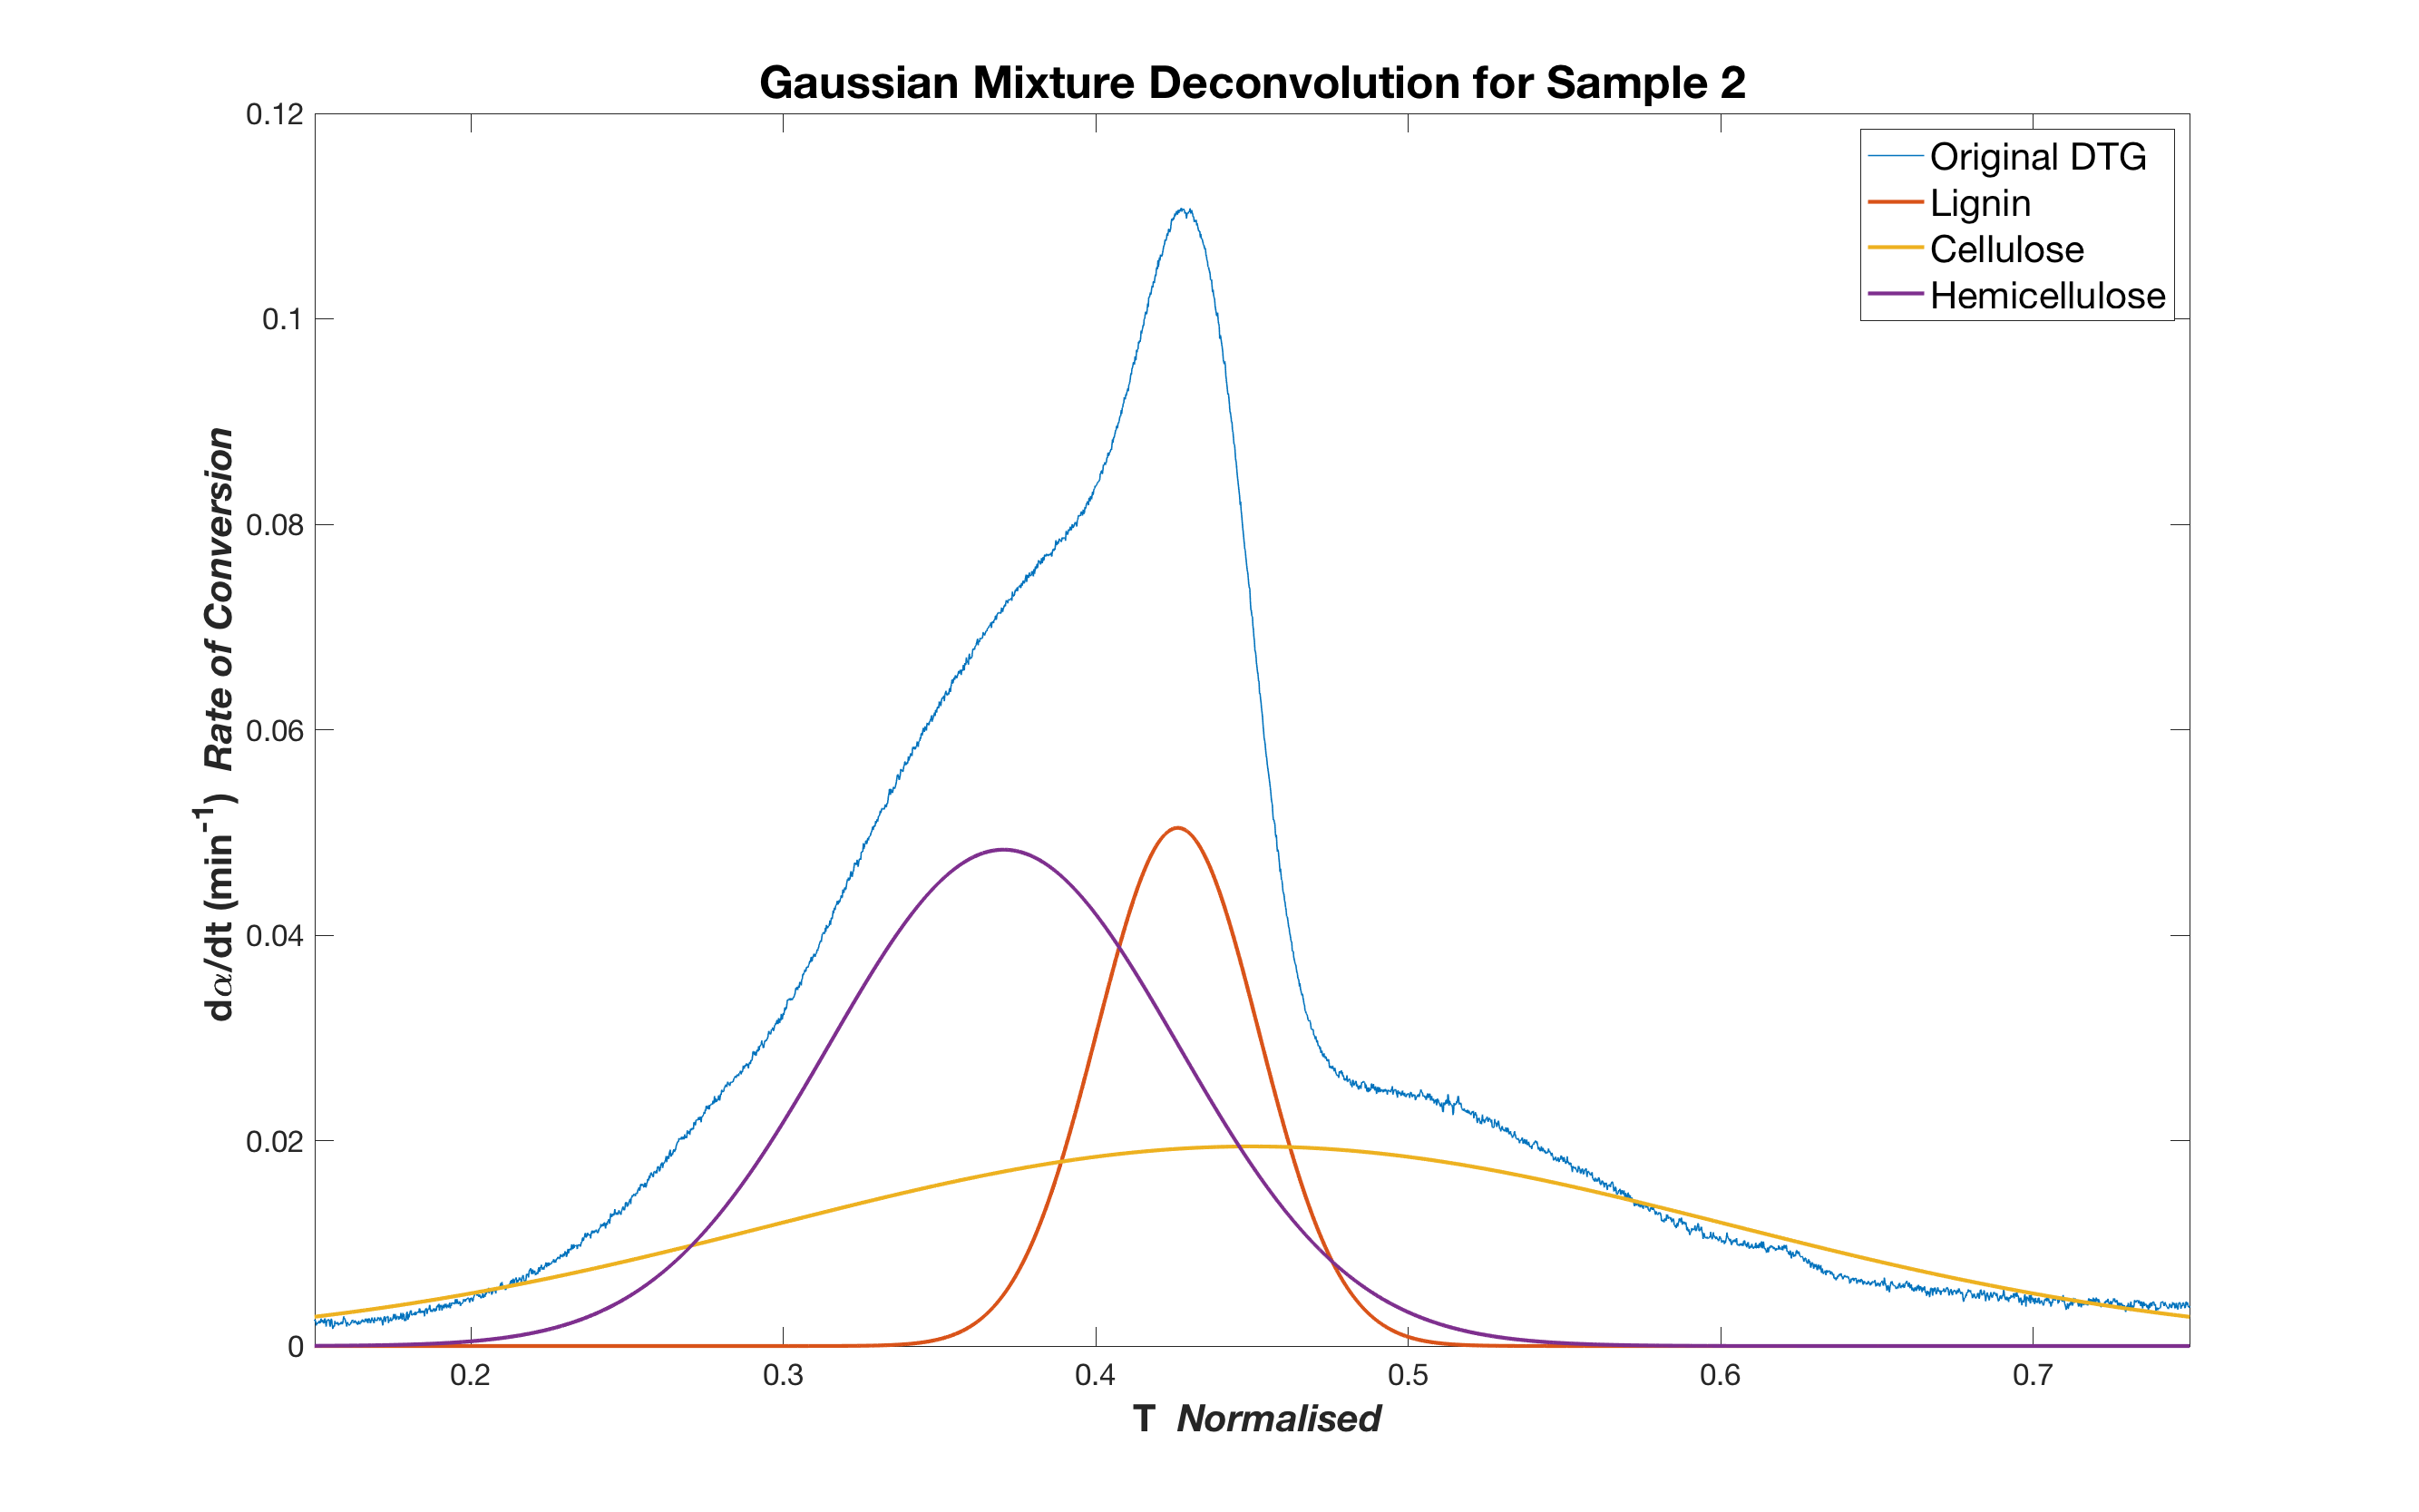 Gaussian Mixture Deconvolution for Sample 2
0.12
0.1
0.08
0.06
0.04
0.02
0
dα/dt (min⁻¹) Rate of Conversion
Original DTG
Lignin
Cellulose
Hemicellulose
0.2 0.3 0.4 0.5 0.6 0.7
T Normalised